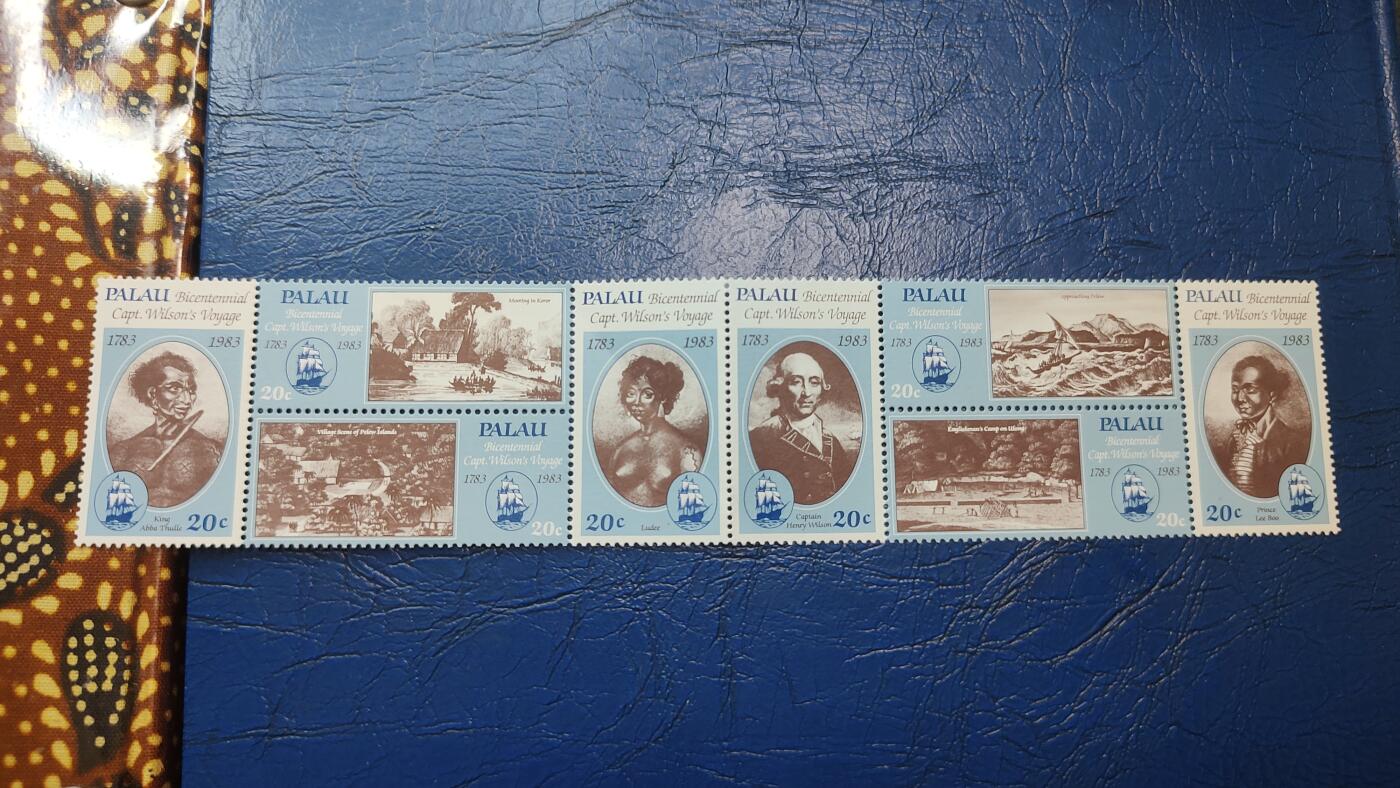 PALAU Bicentennial
Capt. Wilson's Voyage
1783 1983
King
Abba Thulle 20c
PALAU
Bicentennial
Capt. Wilson's Voyage
1783 1983
20c
Meeting in Koror
Village Scene of Pelew Islands
PALAU
Bicentennial
Capt. Wilson's Voyage
1783 1983
20c
PALAU Bicentennial
Capt. Wilson's Voyage
1783 1983
20c Ludee
PALAU Bicentennial
Capt. Wilson's Voyage
1783 1983
Captain
Henry Wilson 20c
PALAU
Bicentennial
Capt. Wilson's Voyage
1783 1983
20c
Approaching Pelew
Englishman's Camp on Ulong
PALAU
Bicentennial
Capt. Wilson's Voyage
1783 1983
20c
PALAU Bicentennial
Capt. Wilson's Voyage
1783 1983
20c Prince
Lee Boo